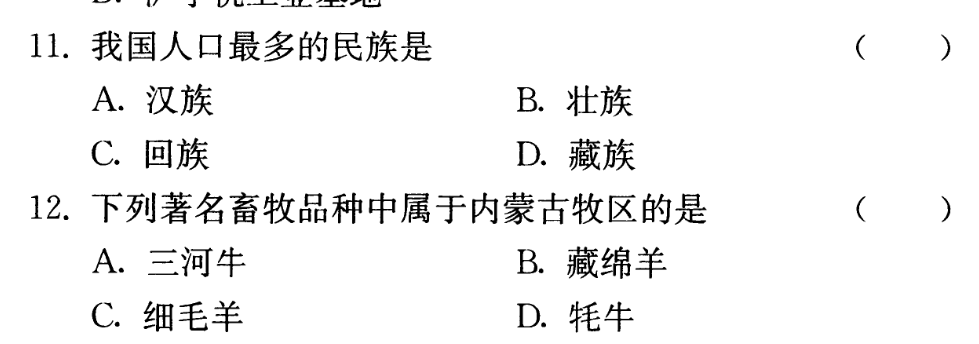 11. 我国人口最多的民族是 ( )
A. 汉族 B. 壮族
C. 回族 D. 藏族
12. 下列著名畜牧品种中属于内蒙古牧区的是 ( )
A. 三河牛 B. 藏绵羊
C. 细毛羊 D. 牦牛